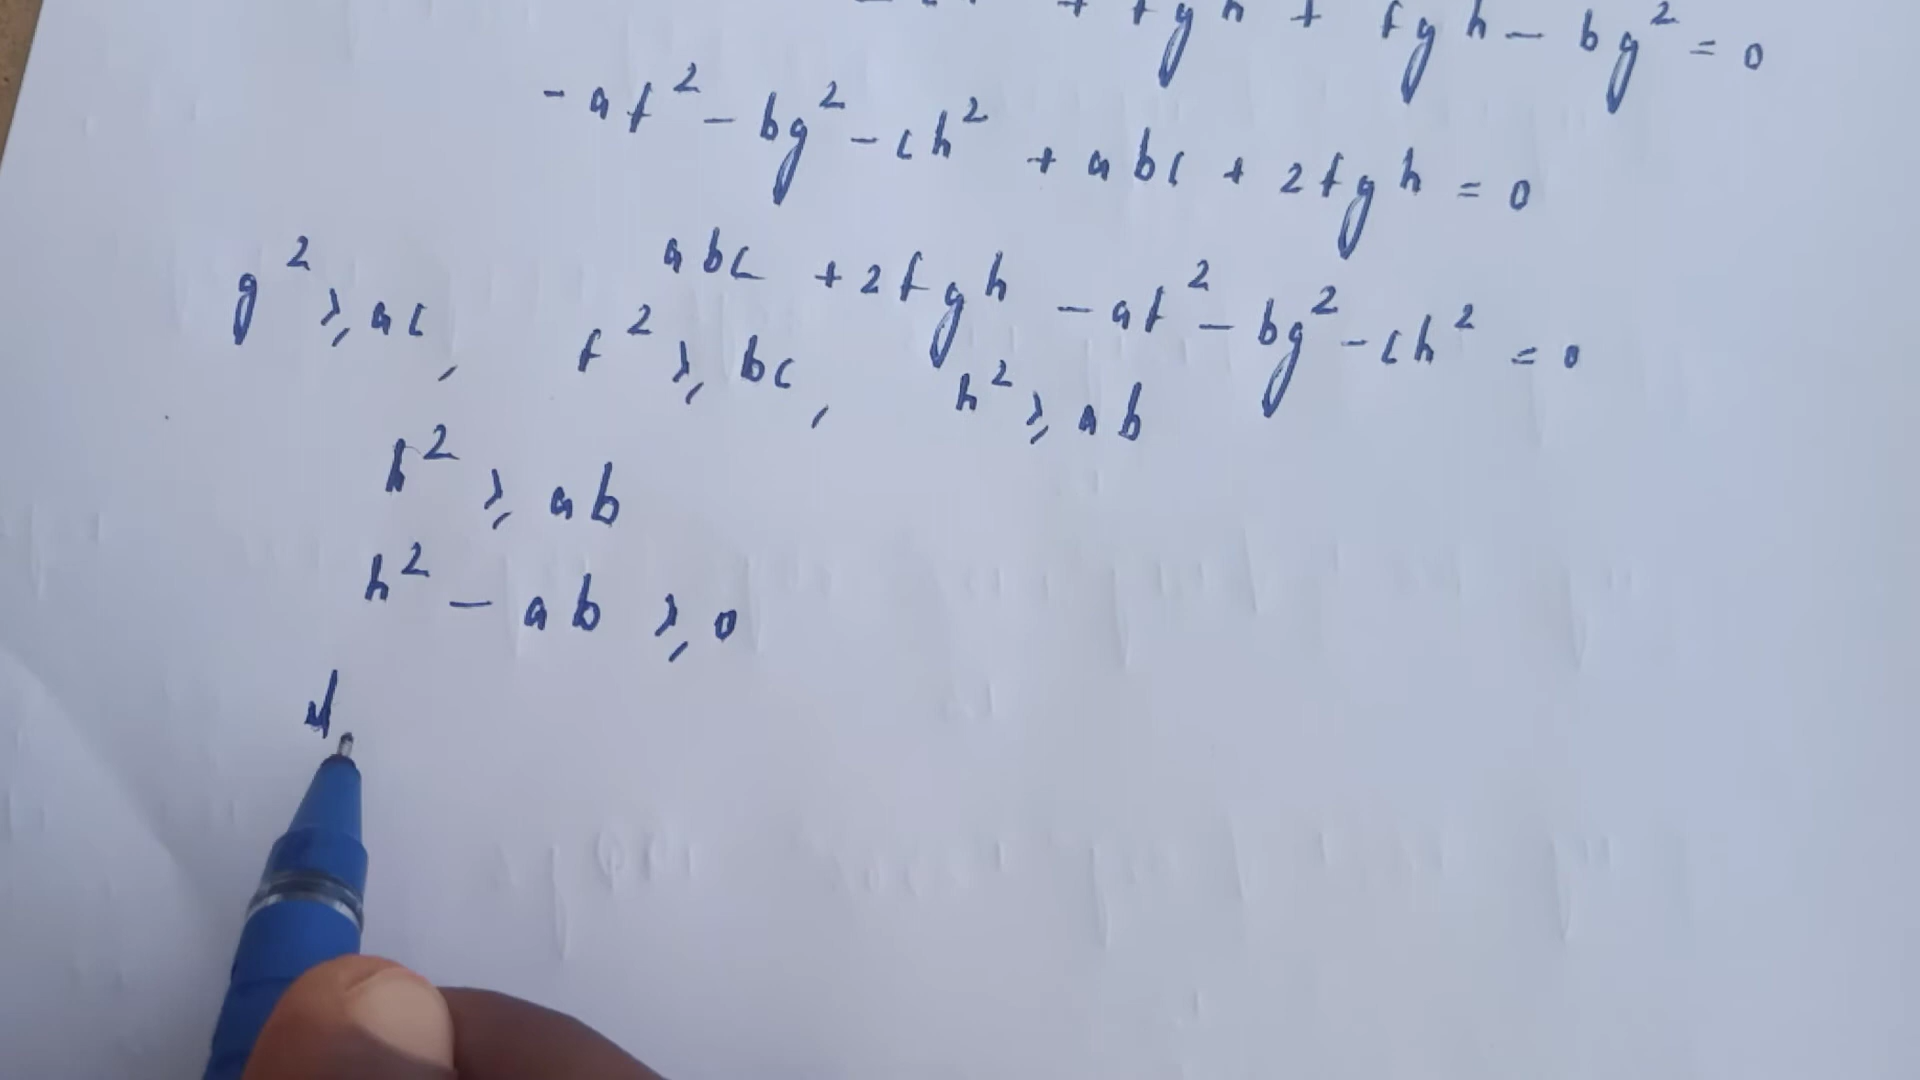 + fgh + fgh - bg² = 0
- af² - bg² - ch² + abc + 2fgh = 0
abc + 2fgh - af² - bg² - ch² = 0
g² ≥ ac, f² ≥ bc, h² ≥ ab
h² ≥ ab
h² - ab ≥ 0